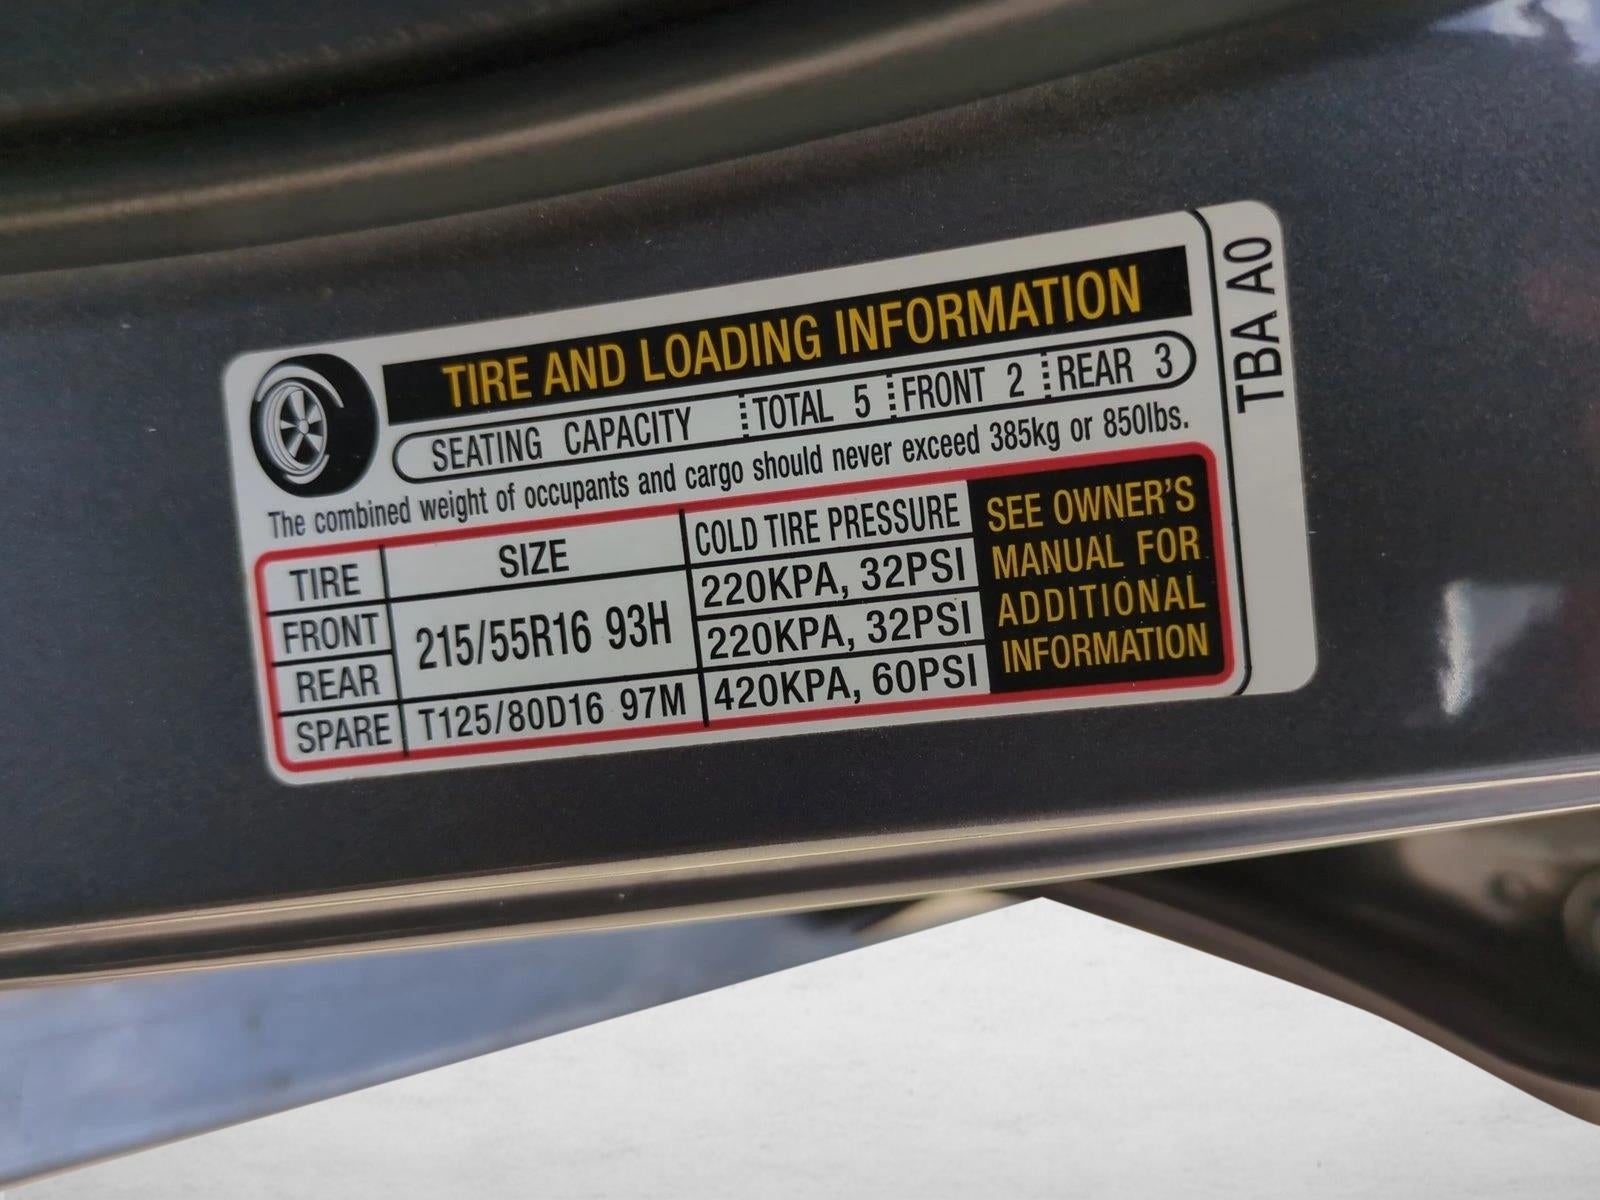 TIRE AND LOADING INFORMATION
SEATING CAPACITY TOTAL 5 FRONT 2 REAR 3
The combined weight of occupants and cargo should never exceed 385kg or 850lbs.
TIRE SIZE COLD TIRE PRESSURE
FRONT 215/55R16 93H 220KPA, 32PSI
REAR 220KPA, 32PSI
SPARE T125/80D16 97M 420KPA, 60PSI
SEE OWNER'S
MANUAL FOR
ADDITIONAL
INFORMATION
TBA A0